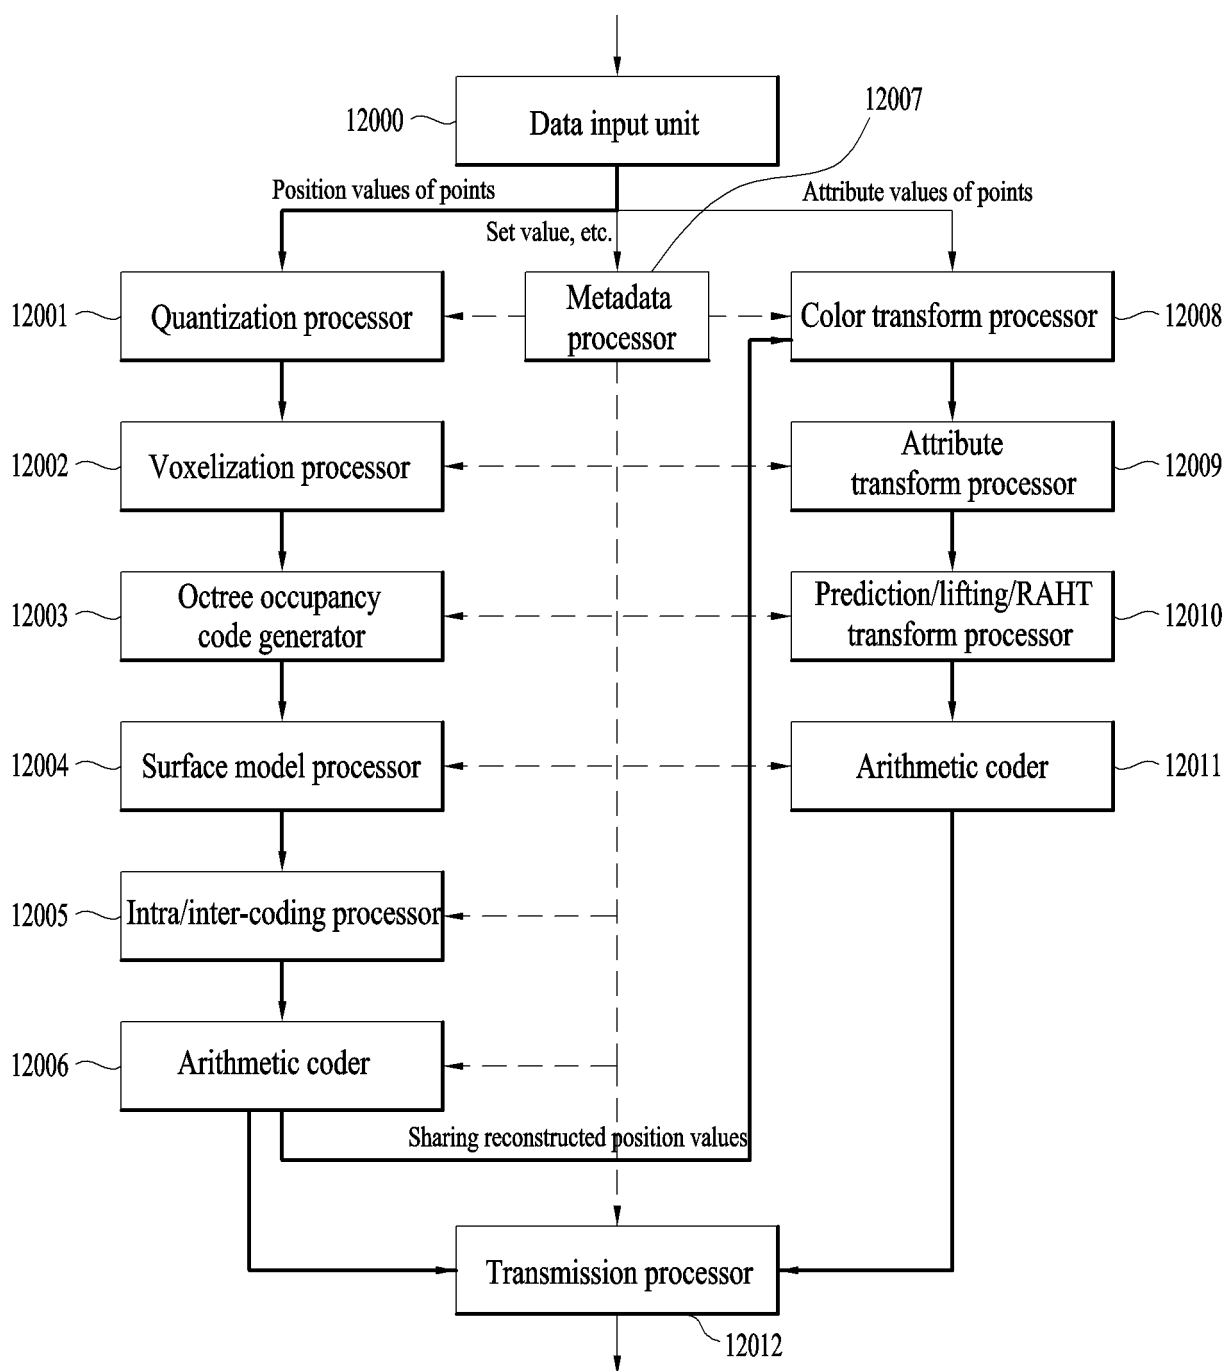 12000
Data input unit
12007
Position values of points
Set value, etc.
Attribute values of points
12001
Quantization processor
Metadata
processor
Color transform processor
12008
12002
Voxelization processor
Attribute
transform processor
12009
12003
Octree occupancy
code generator
Prediction/lifting/RAHT
transform processor
12010
12004
Surface model processor
Arithmetic coder
12011
12005
Intra/inter-coding processor
12006
Arithmetic coder
Sharing reconstructed position values
Transmission processor
12012